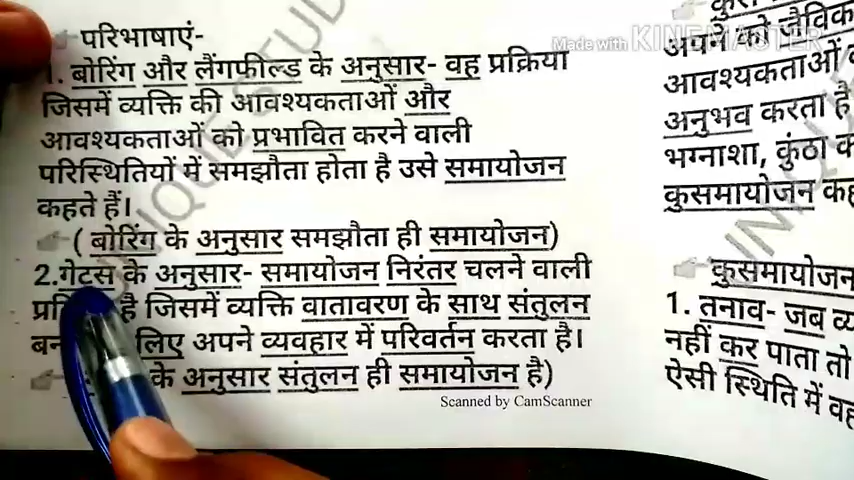 परिभाषाएं-
1. बोरिंग और लैंगफील्ड के अनुसार- वह प्रक्रिया
जिसमें व्यक्ति की आवश्यकताओं और
आवश्यकताओं को प्रभावित करने वाली
परिस्थितियों में समझौता होता है उसे समायोजन
कहते हैं।
( बोरिंग के अनुसार समझौता ही समायोजन)
2.गेट्स के अनुसार- समायोजन निरंतर चलने वाली
है जिसमें व्यक्ति वातावरण के साथ संतुलन
लिए अपने व्यवहार में परिवर्तन करता है।
के अनुसार संतुलन ही समायोजन है)
Scanned by CamScanner
Made with KINEMASTER
अपने को जैविक
आवश्यकताओं
अनुभव करता है
भग्नाशा, कुंठा
कुसमायोजन
कुसमायोजन
1. तनाव- जब
नहीं कर पाता तो
ऐसी स्थिति में वह